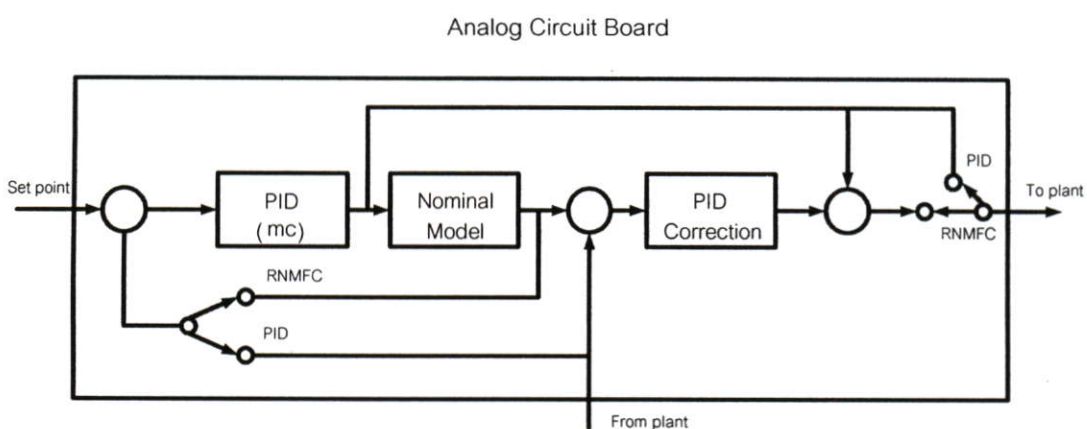 Analog Circuit Board
Set point
PID
(mc)
Nominal
Model
PID
Correction
PID
To plant
RNMFC
RNMFC
PID
From plant